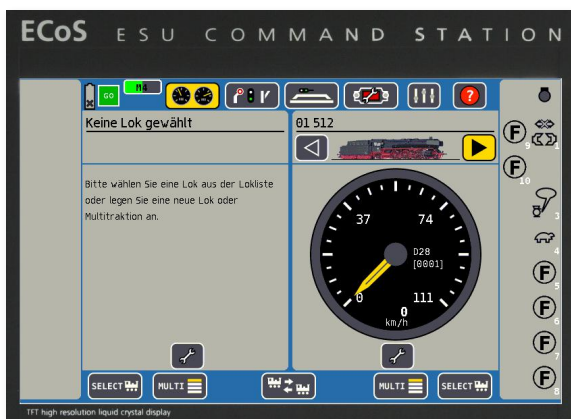 ECoS ESU COMMAND STATION
GO
M4
?
Keine Lok gewählt
01 512
Bitte wählen Sie eine Lok aus der Lokliste
oder legen Sie eine neue Lok oder
Multitraktion an.
37
74
D28
[0001]
0
111
0
km/h
F
9
1
F
10
3
4
F
5
F
6
F
7
F
8
SELECT
MULTI
MULTI
SELECT
TFT high resolution liquid crystal display